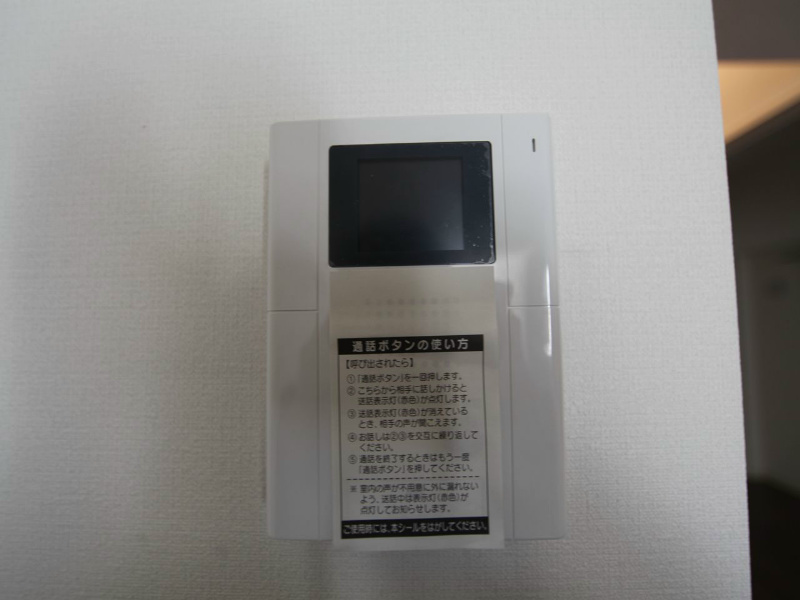 通話ボタンの使い方
【呼び出されたら】
①「通話ボタン」を一回押します。
② こちらから相手に話しかけると
送話表示灯(赤色)が点灯します。
③ 送話表示灯(赤色)が消えている
とき、相手の声が聞こえます。
④ お話しは②③を交互に繰り返して
ください。
⑤ 通話を終了するときはもう一度
「通話ボタン」を押してください。
※ 室内の声が不用意に外に漏れない
よう、送話中は表示灯(赤色)が
点灯してお知らせします。
ご使用時には、本シールをはがしてください。